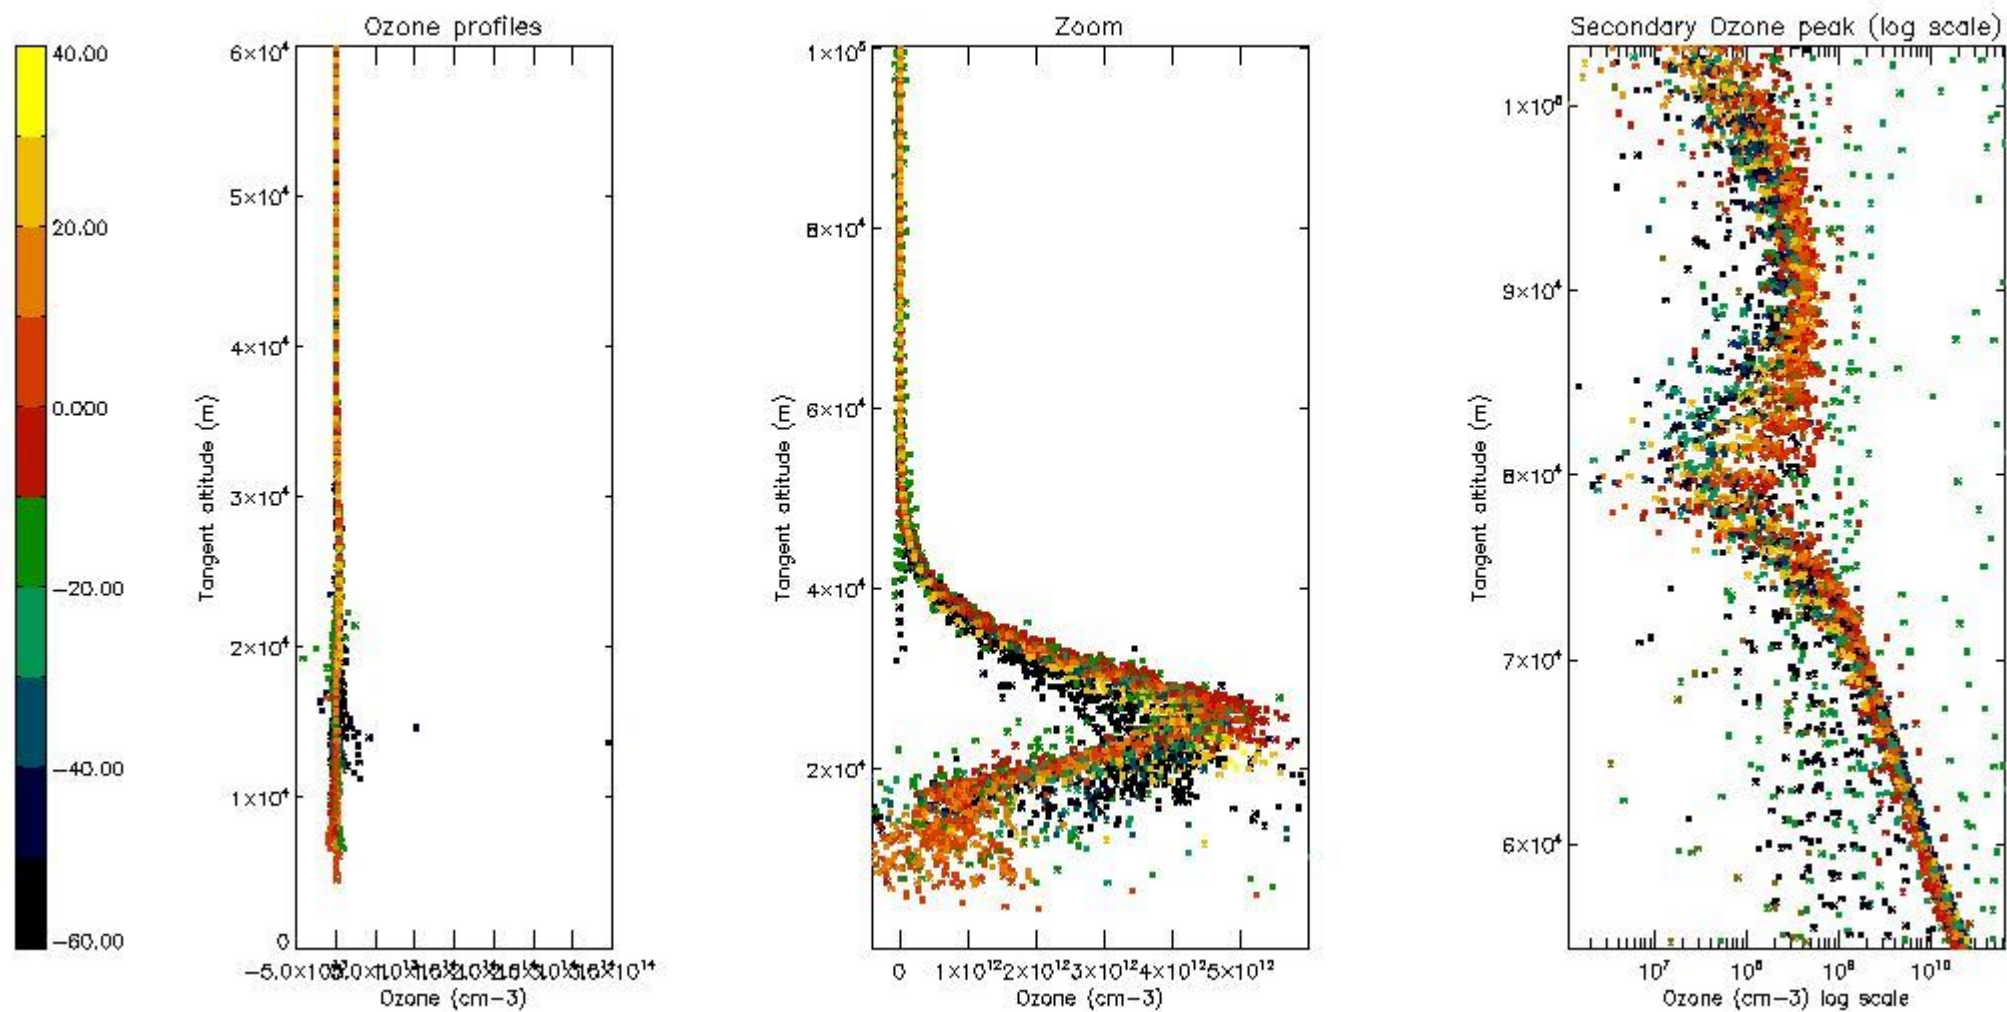 Ozone profiles
Zoom
Secondary Ozone peak (log scale)
40.00
20.00
0.000
−20.00
−40.00
−60.00
6×10⁴
5×10⁴
4×10⁴
3×10⁴
2×10⁴
1×10⁴
0
Tangent altitude (m)
Ozone (cm−3)
1×10⁵
8×10⁴
6×10⁴
4×10⁴
2×10⁴
Tangent altitude (m)
0 1×10¹² 2×10¹² 3×10¹² 4×10¹² 5×10¹²
Ozone (cm−3)
1×10⁵
9×10⁴
8×10⁴
7×10⁴
6×10⁴
Tangent altitude (m)
10⁷ 10⁸ 10⁹ 10¹⁰
Ozone (cm−3) log scale